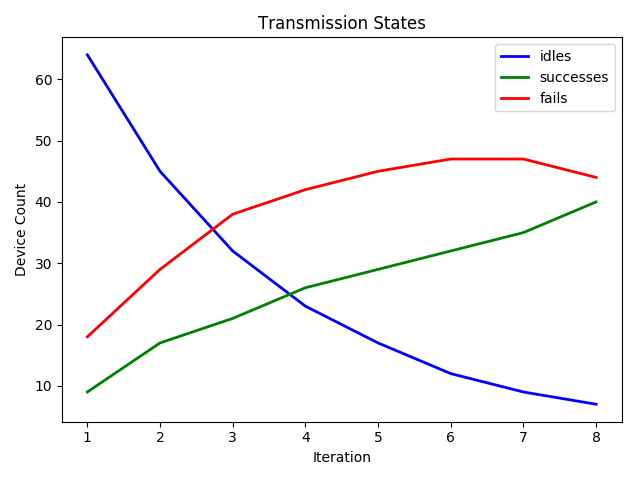 Transmission States
idles
successes
fails
60
50
40
30
20
10
Device Count
1 2 3 4 5 6 7 8
Iteration